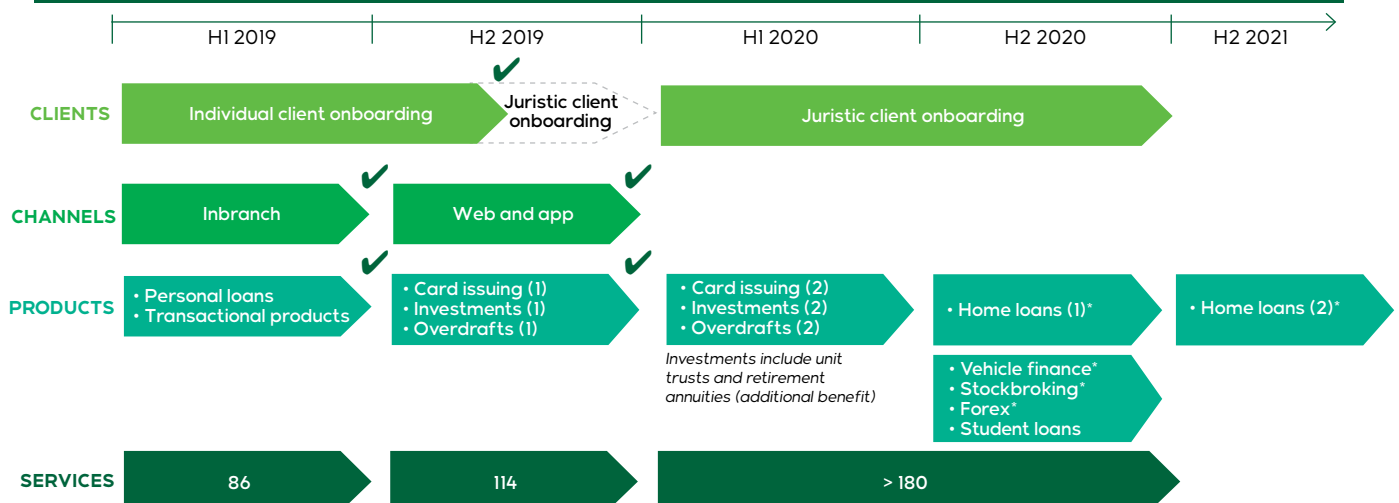 H1 2019
H2 2019
H1 2020
H2 2020
H2 2021
CLIENTS
Individual client onboarding
Juristic client
onboarding
Juristic client onboarding
CHANNELS
Inbranch
Web and app
PRODUCTS
• Personal loans
• Transactional products
• Card issuing (1)
• Investments (1)
• Overdrafts (1)
• Card issuing (2)
• Investments (2)
• Overdrafts (2)
• Home loans (1)*
• Home loans (2)*
Investments include unit
trusts and retirement
annuities (additional benefit)
• Vehicle finance*
• Stockbroking*
• Forex*
• Student loans
SERVICES
86
114
> 180